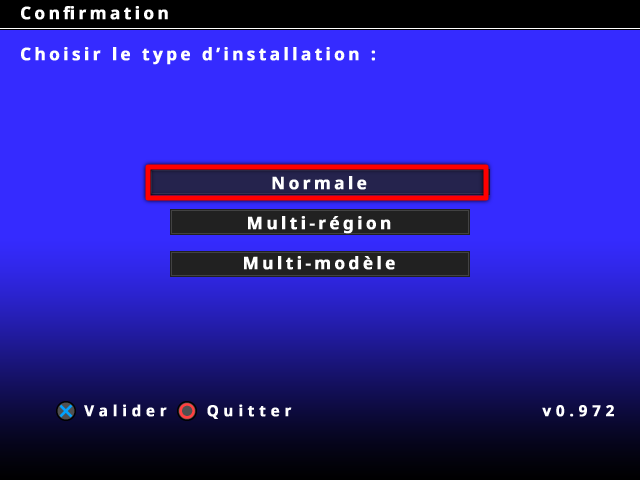 Confirmation
Choisir le type d’installation :
Normale
Multi-région
Multi-modèle
Valider Quitter v0.972